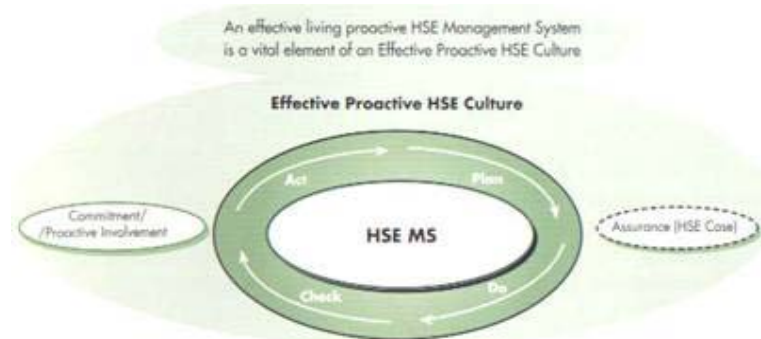 An effective living proactive HSE Management System
is a vital element of an Effective Proactive HSE Culture
Effective Proactive HSE Culture
Act
Plan
Commitment/
/Proactive Involvement
HSE MS
Assurance (HSE Case)
Check
Do